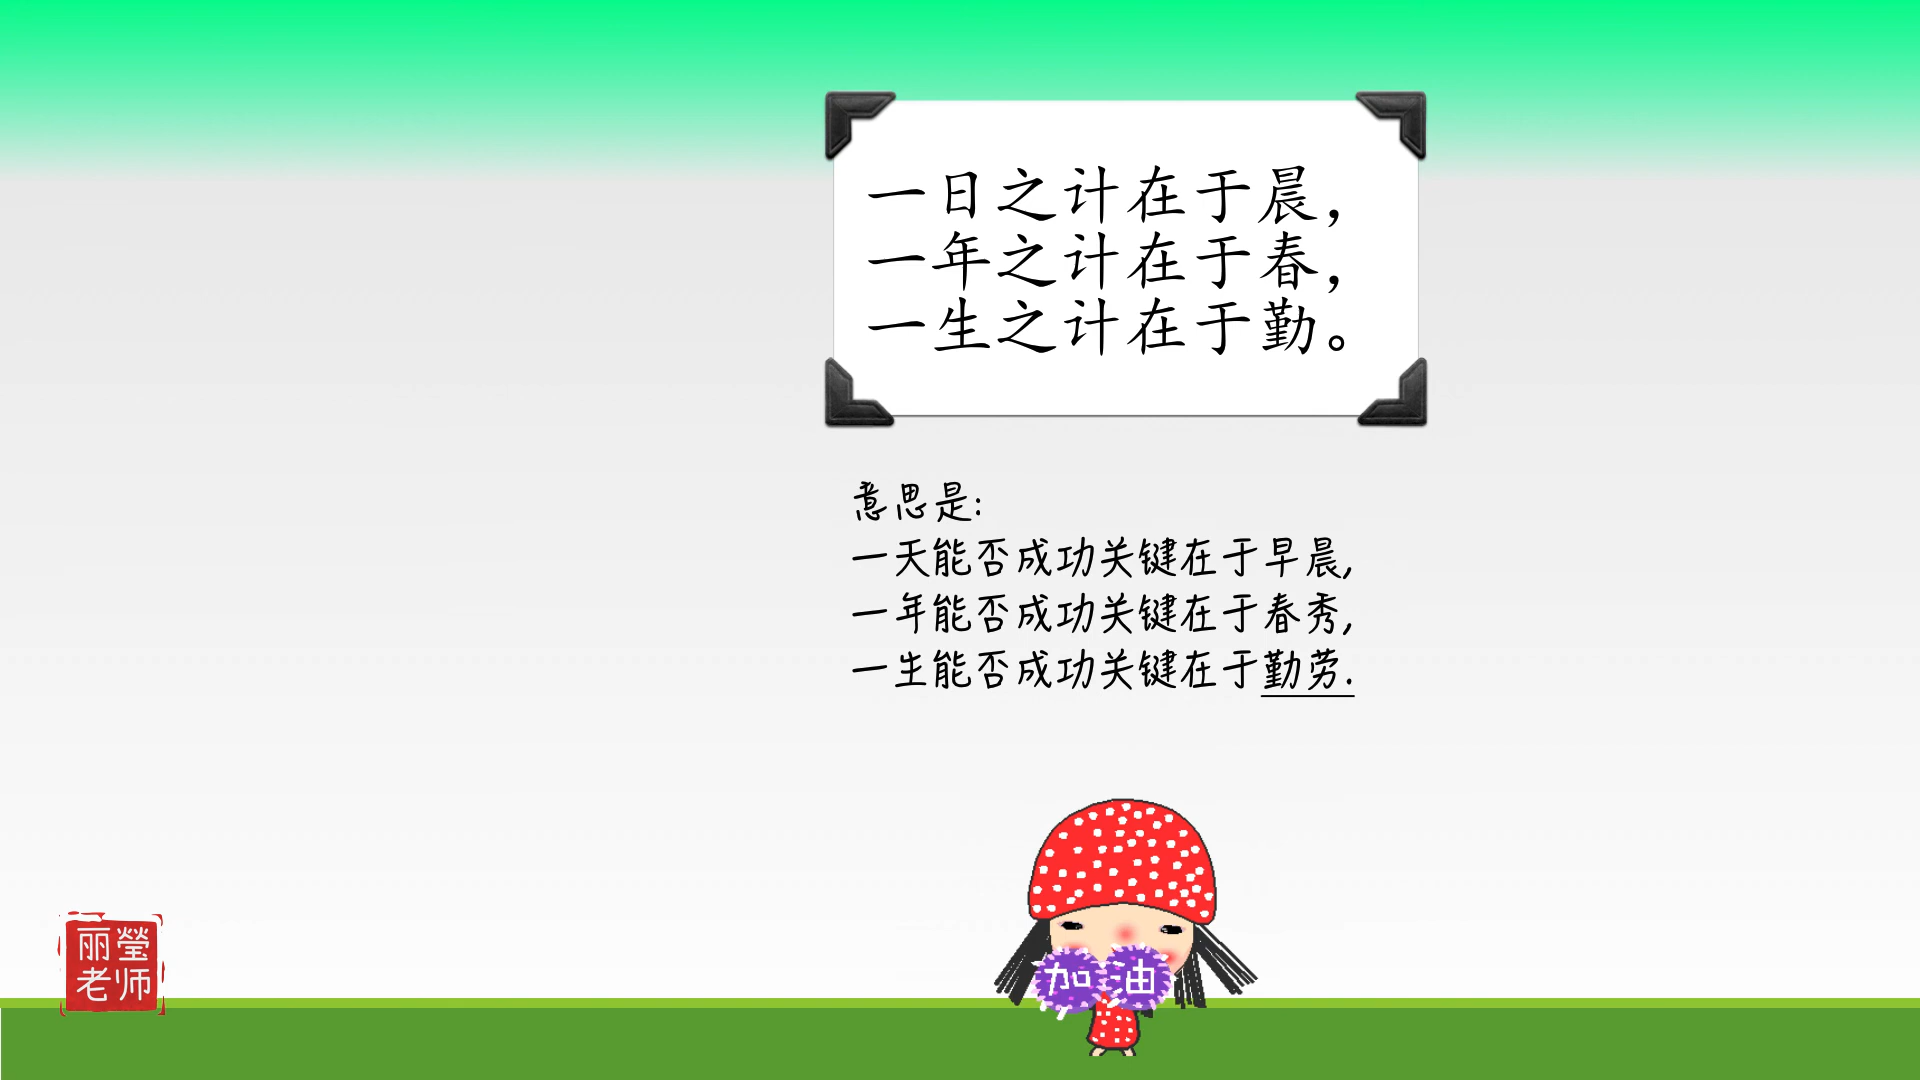 一日之计在于晨，
一年之计在于春，
一生之计在于勤。
意思是:
一天能否成功关键在于早晨,
一年能否成功关键在于春秀,
一生能否成功关键在于勤劳.
加油
丽瑩
老师